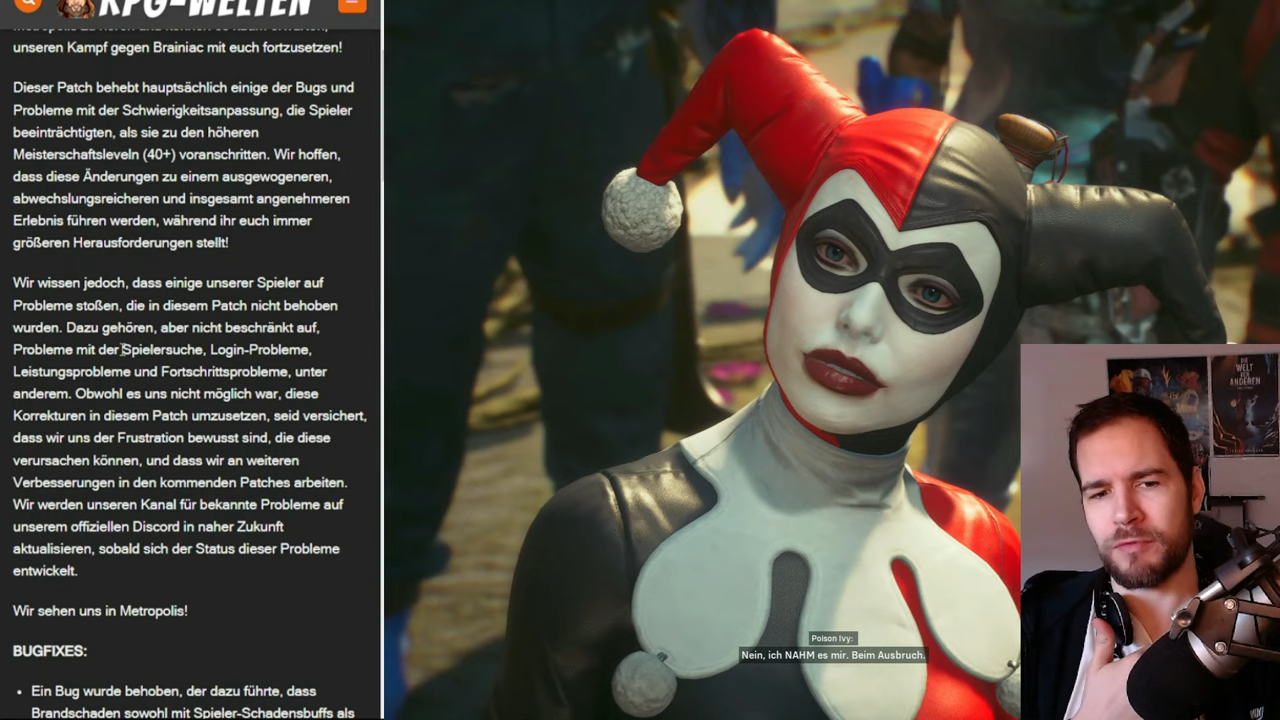 RPG-WELTEN
unseren Kampf gegen Brainiac mit euch fortzusetzen!
Dieser Patch behebt hauptsächlich einige der Bugs und
Probleme mit der Schwierigkeitsanpassung, die Spieler
beeinträchtigten, als sie zu den höheren
Meisterschaftsleveln (40+) voranschritten. Wir hoffen,
dass diese Änderungen zu einem ausgewogeneren,
abwechslungsreicheren und insgesamt angenehmeren
Erlebnis führen werden, während ihr euch immer
größeren Herausforderungen stellt!
Wir wissen jedoch, dass einige unserer Spieler auf
Probleme stoßen, die in diesem Patch nicht behoben
wurden. Dazu gehören, aber nicht beschränkt auf,
Probleme mit der Spielersuche, Login-Probleme,
Leistungsprobleme und Fortschrittsprobleme, unter
anderem. Obwohl es uns nicht möglich war, diese
Korrekturen in diesem Patch umzusetzen, seid versichert,
dass wir uns der Frustration bewusst sind, die diese
verursachen können, und dass wir an weiteren
Verbesserungen in den kommenden Patches arbeiten.
Wir werden unseren Kanal für bekannte Probleme auf
unserem offiziellen Discord in naher Zukunft
aktualisieren, sobald sich der Status dieser Probleme
entwickelt.
Wir sehen uns in Metropolis!
BUGFIXES:
• Ein Bug wurde behoben, der dazu führte, dass
Brandschaden sowohl mit Spieler-Schadensbuffs als
Poison Ivy:
Nein, ich NAHM es mir. Beim Ausbruch.
DIE
WELT
DER
ANDEREN